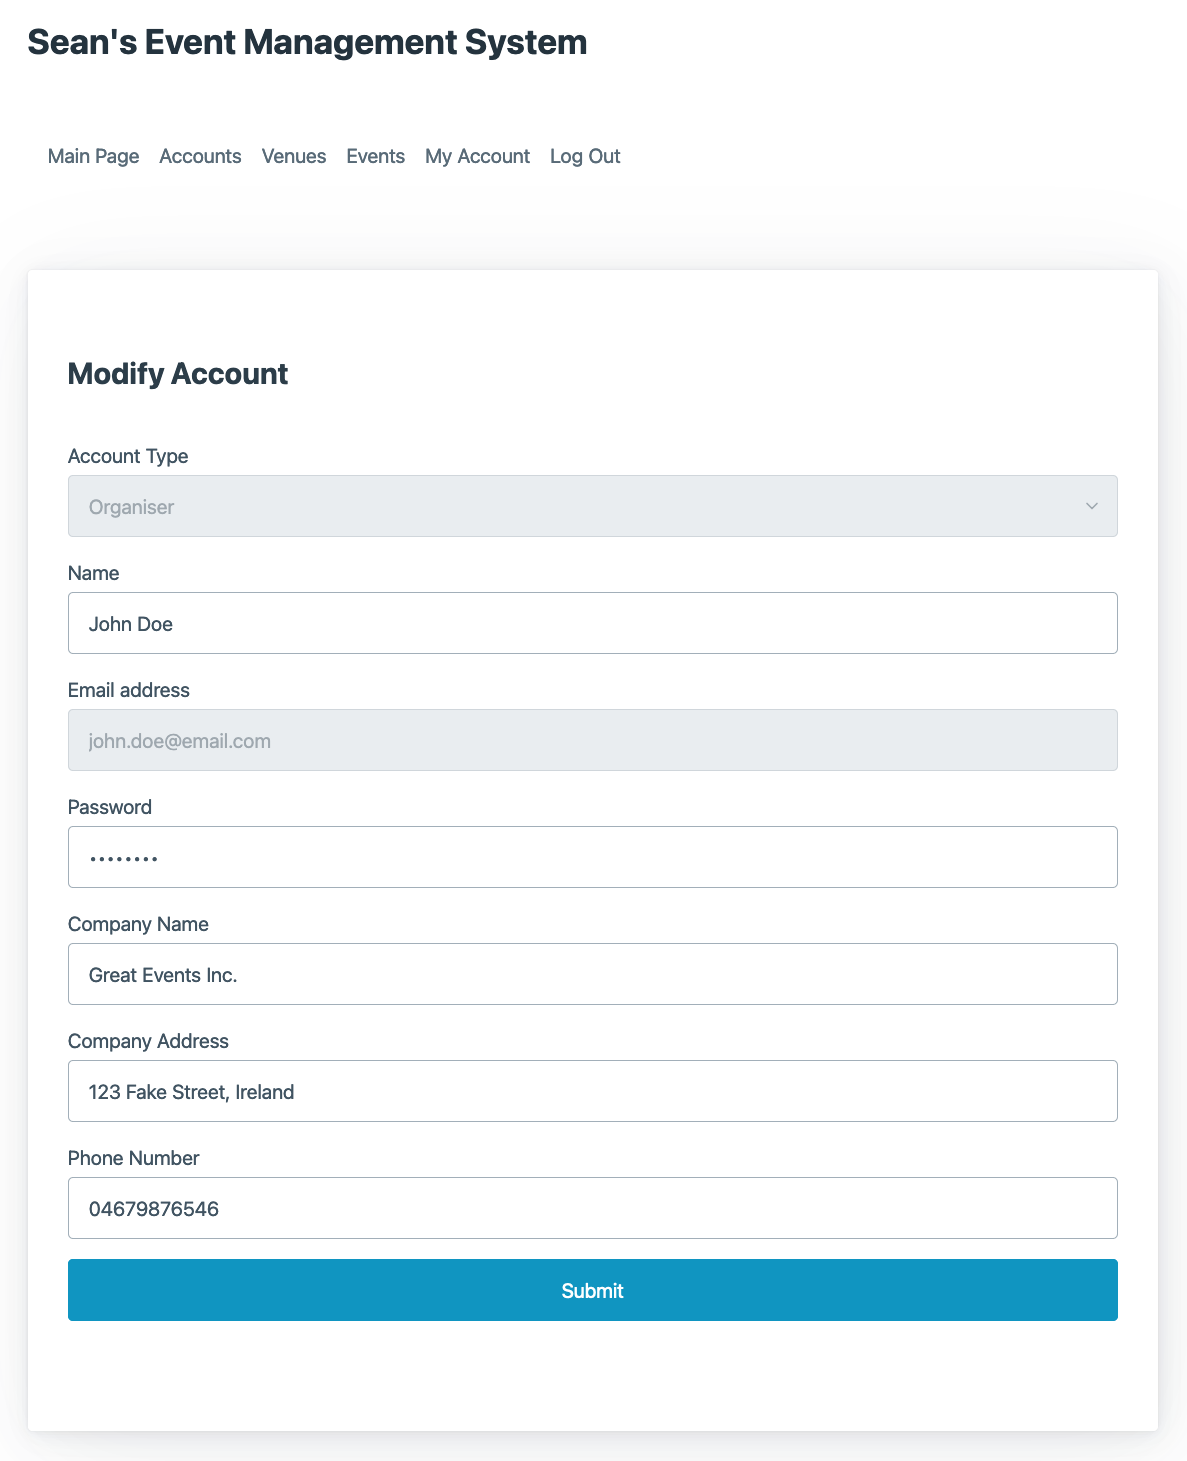 Sean's Event Management System
Main Page Accounts Venues Events My Account Log Out
Modify Account
Account Type
Organiser
Name
John Doe
Email address
john.doe@email.com
Password
••••••••
Company Name
Great Events Inc.
Company Address
123 Fake Street, Ireland
Phone Number
04679876546
Submit